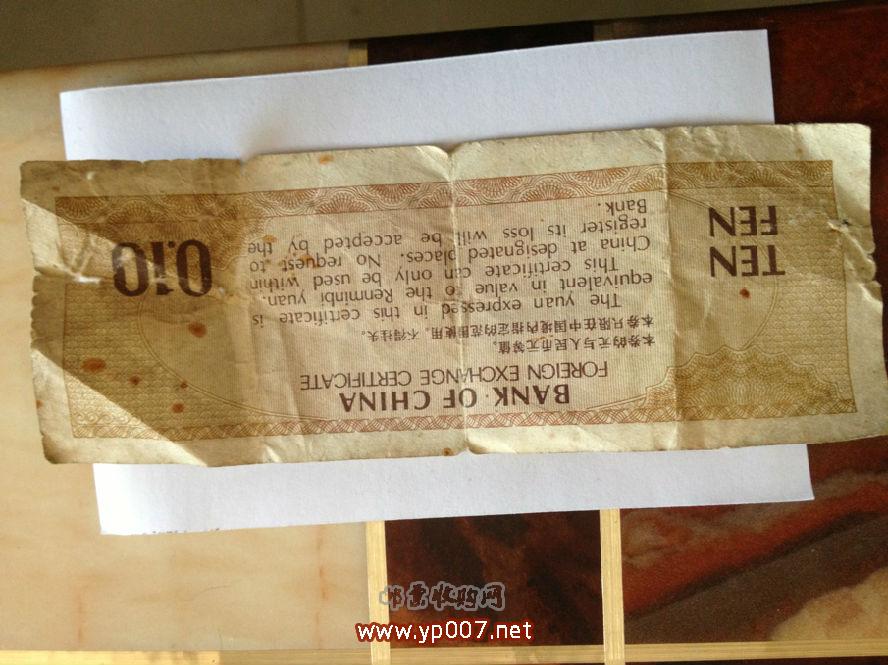 BANK OF CHINA
FOREIGN EXCHANGE CERTIFICATE
本券的元与人民币元等值。
本券只限在中国境内指定的范围使用。不得挂失。
The yuan expressed in this certificate is
equivalent in value to the Renminbi yuan.
This certificate can only be used within
China at designated places. No request to
register its loss will be accepted by the
Bank.
TEN
FEN
0.10
邮币收购网
www.yp007.net